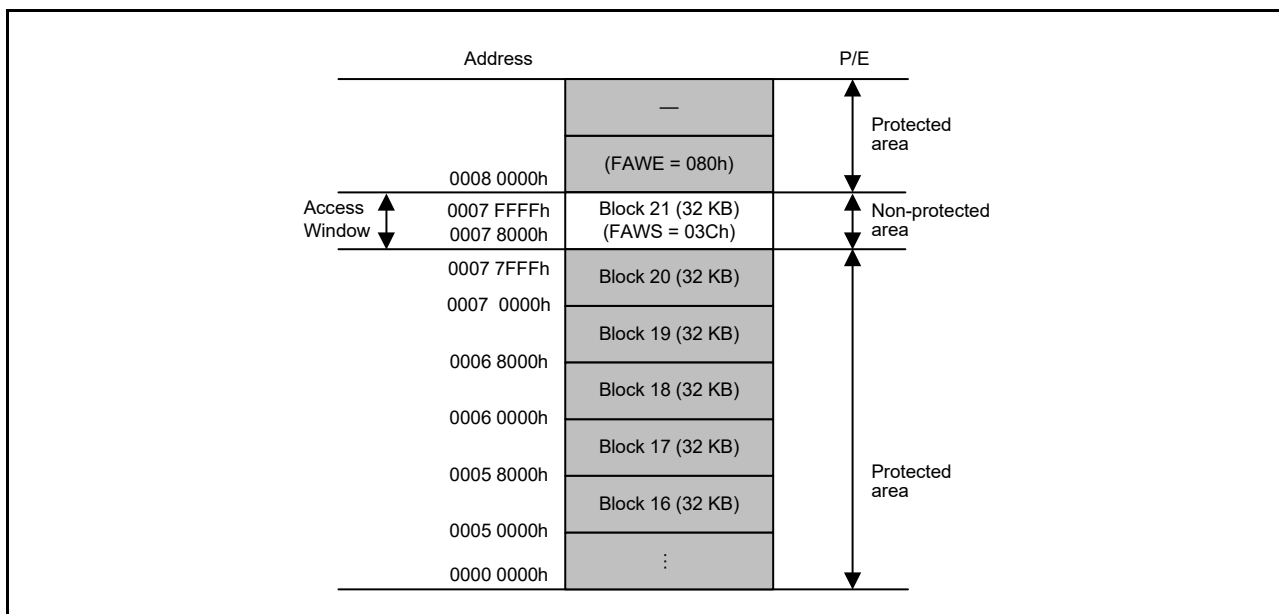 Address P/E
—
Protected
area
(FAWE = 080h)
0008 0000h
Access
Window
0007 FFFFh
Block 21 (32 KB)
Non-protected
area
0007 8000h
(FAWS = 03Ch)
0007 7FFFh
Block 20 (32 KB)
0007 0000h
Block 19 (32 KB)
0006 8000h
Block 18 (32 KB)
0006 0000h
Block 17 (32 KB)
0005 8000h
Protected
area
Block 16 (32 KB)
0005 0000h
⋮
0000 0000h